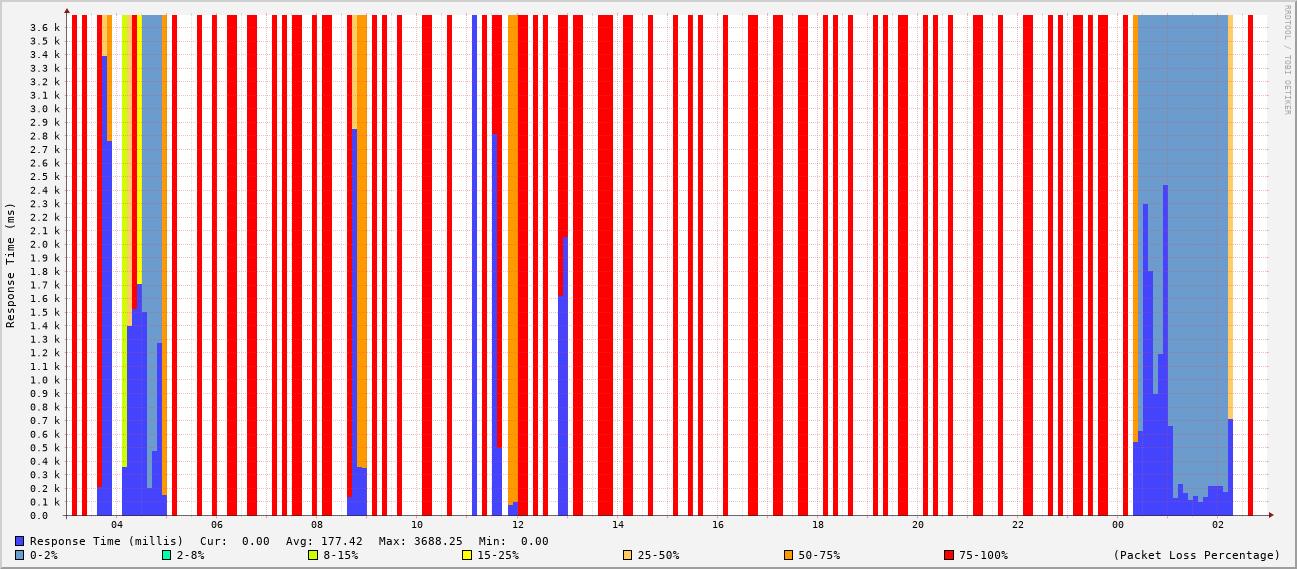 RRDTOOL / TOBI OETIKER
Response Time (ms)
3.6 k
3.5 k
3.4 k
3.3 k
3.2 k
3.1 k
3.0 k
2.9 k
2.8 k
2.7 k
2.6 k
2.5 k
2.4 k
2.3 k
2.2 k
2.1 k
2.0 k
1.9 k
1.8 k
1.7 k
1.6 k
1.5 k
1.4 k
1.3 k
1.2 k
1.1 k
1.0 k
0.9 k
0.8 k
0.7 k
0.6 k
0.5 k
0.4 k
0.3 k
0.2 k
0.1 k
0.0
04 06 08 10 12 14 16 18 20 22 00 02
Response Time (millis) Cur: 0.00 Avg: 177.42 Max: 3688.25 Min: 0.00
0-2% 2-8% 8-15% 15-25% 25-50% 50-75% 75-100% (Packet Loss Percentage)